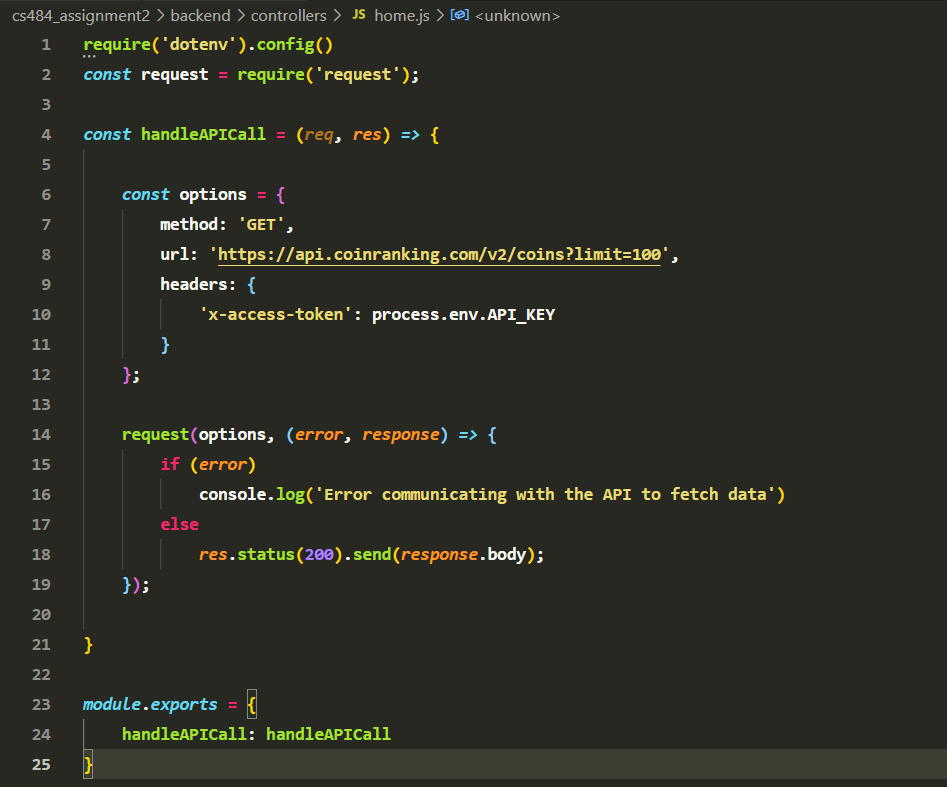 cs484_assignment2 > backend > controllers > JS home.js > <unknown>
1 require('dotenv').config()
2 const request = require('request');
3
4 const handleAPICall = (req, res) => {
5
6 const options = {
7 method: 'GET',
8 url: 'https://api.coinranking.com/v2/coins?limit=100',
9 headers: {
10 'x-access-token': process.env.API_KEY
11 }
12 };
13
14 request(options, (error, response) => {
15 if (error)
16 console.log('Error communicating with the API to fetch data')
17 else
18 res.status(200).send(response.body);
19 });
20
21 }
22
23 module.exports = {
24 handleAPICall: handleAPICall
25 }